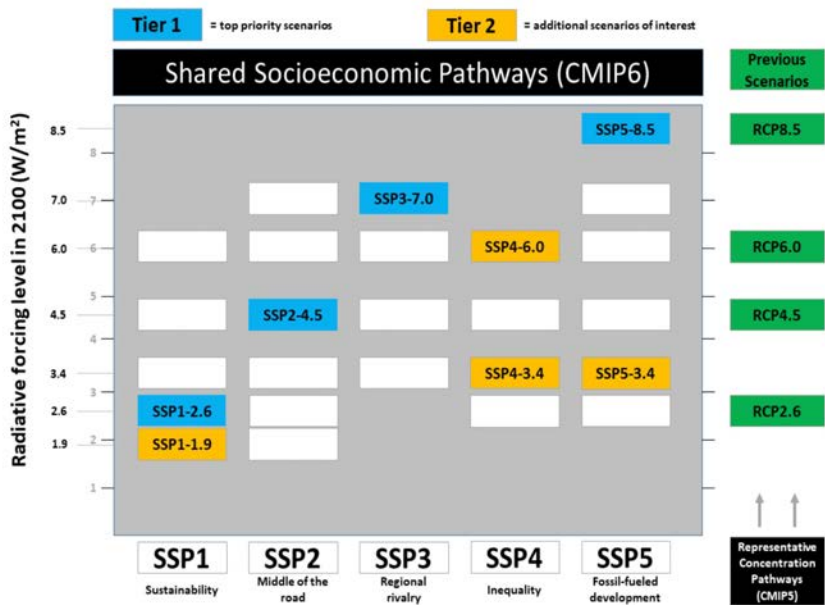 Tier 1 = top priority scenarios
Tier 2 = additional scenarios of interest
Shared Socioeconomic Pathways (CMIP6)
Previous
Scenarios
Radiative forcing level in 2100 (W/m²)
8.5
SSP5-8.5
RCP8.5
8
7.0
7
SSP3-7.0
6.0
6
SSP4-6.0
RCP6.0
5
4.5
SSP2-4.5
RCP4.5
4
3.4
SSP4-3.4
SSP5-3.4
3
2.6
SSP1-2.6
RCP2.6
1.9
2
SSP1-1.9
1
SSP1
Sustainability
SSP2
Middle of the
road
SSP3
Regional
rivalry
SSP4
Inequality
SSP5
Fossil-fueled
development
Representative
Concentration
Pathways
(CMIP5)